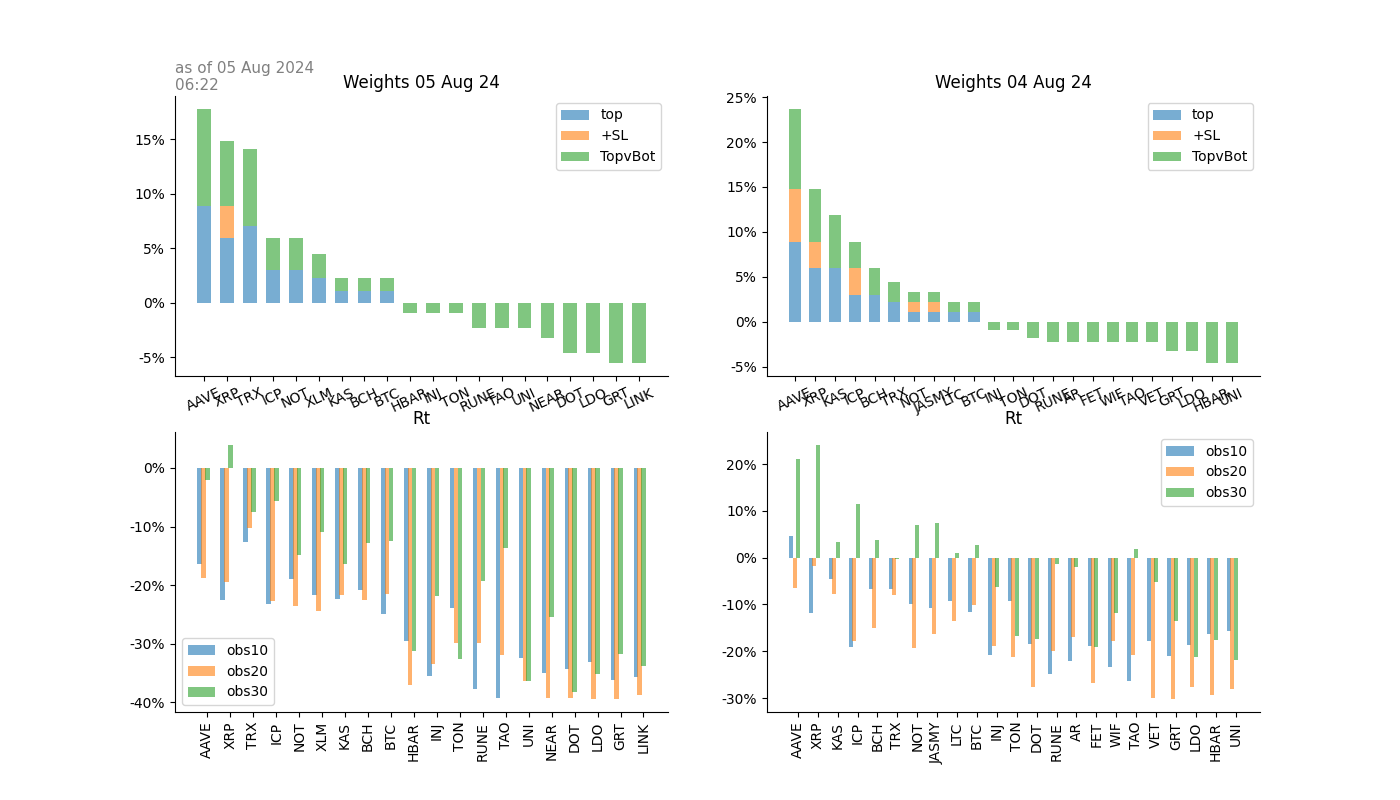 as of 05 Aug 2024
06:22
Weights 05 Aug 24
15%
10%
5%
0%
-5%
top
+SL
TopvBot
AAVE XRP TRX ICP NOT XLM KAS BCH BTC HBAR INJ TON RUNE TAO UNI NEAR DOT LDO GRT LINK
Weights 04 Aug 24
25%
20%
15%
10%
5%
0%
-5%
top
+SL
TopvBot
AAVE XRP KAS ICP BCH TRX NOT JASMY LTC BTC INJ TON DOT RUNE AR FET WIF TAO VET GRT LDO HBAR UNI
Rt
0%
-10%
-20%
-30%
-40%
obs10
obs20
obs30
AAVE XRP TRX ICP NOT XLM KAS BCH BTC HBAR INJ TON RUNE TAO UNI NEAR DOT LDO GRT LINK
Rt
20%
10%
0%
-10%
-20%
-30%
obs10
obs20
obs30
AAVE XRP KAS ICP BCH TRX NOT JASMY LTC BTC INJ TON DOT RUNE AR FET WIF TAO VET GRT LDO HBAR UNI